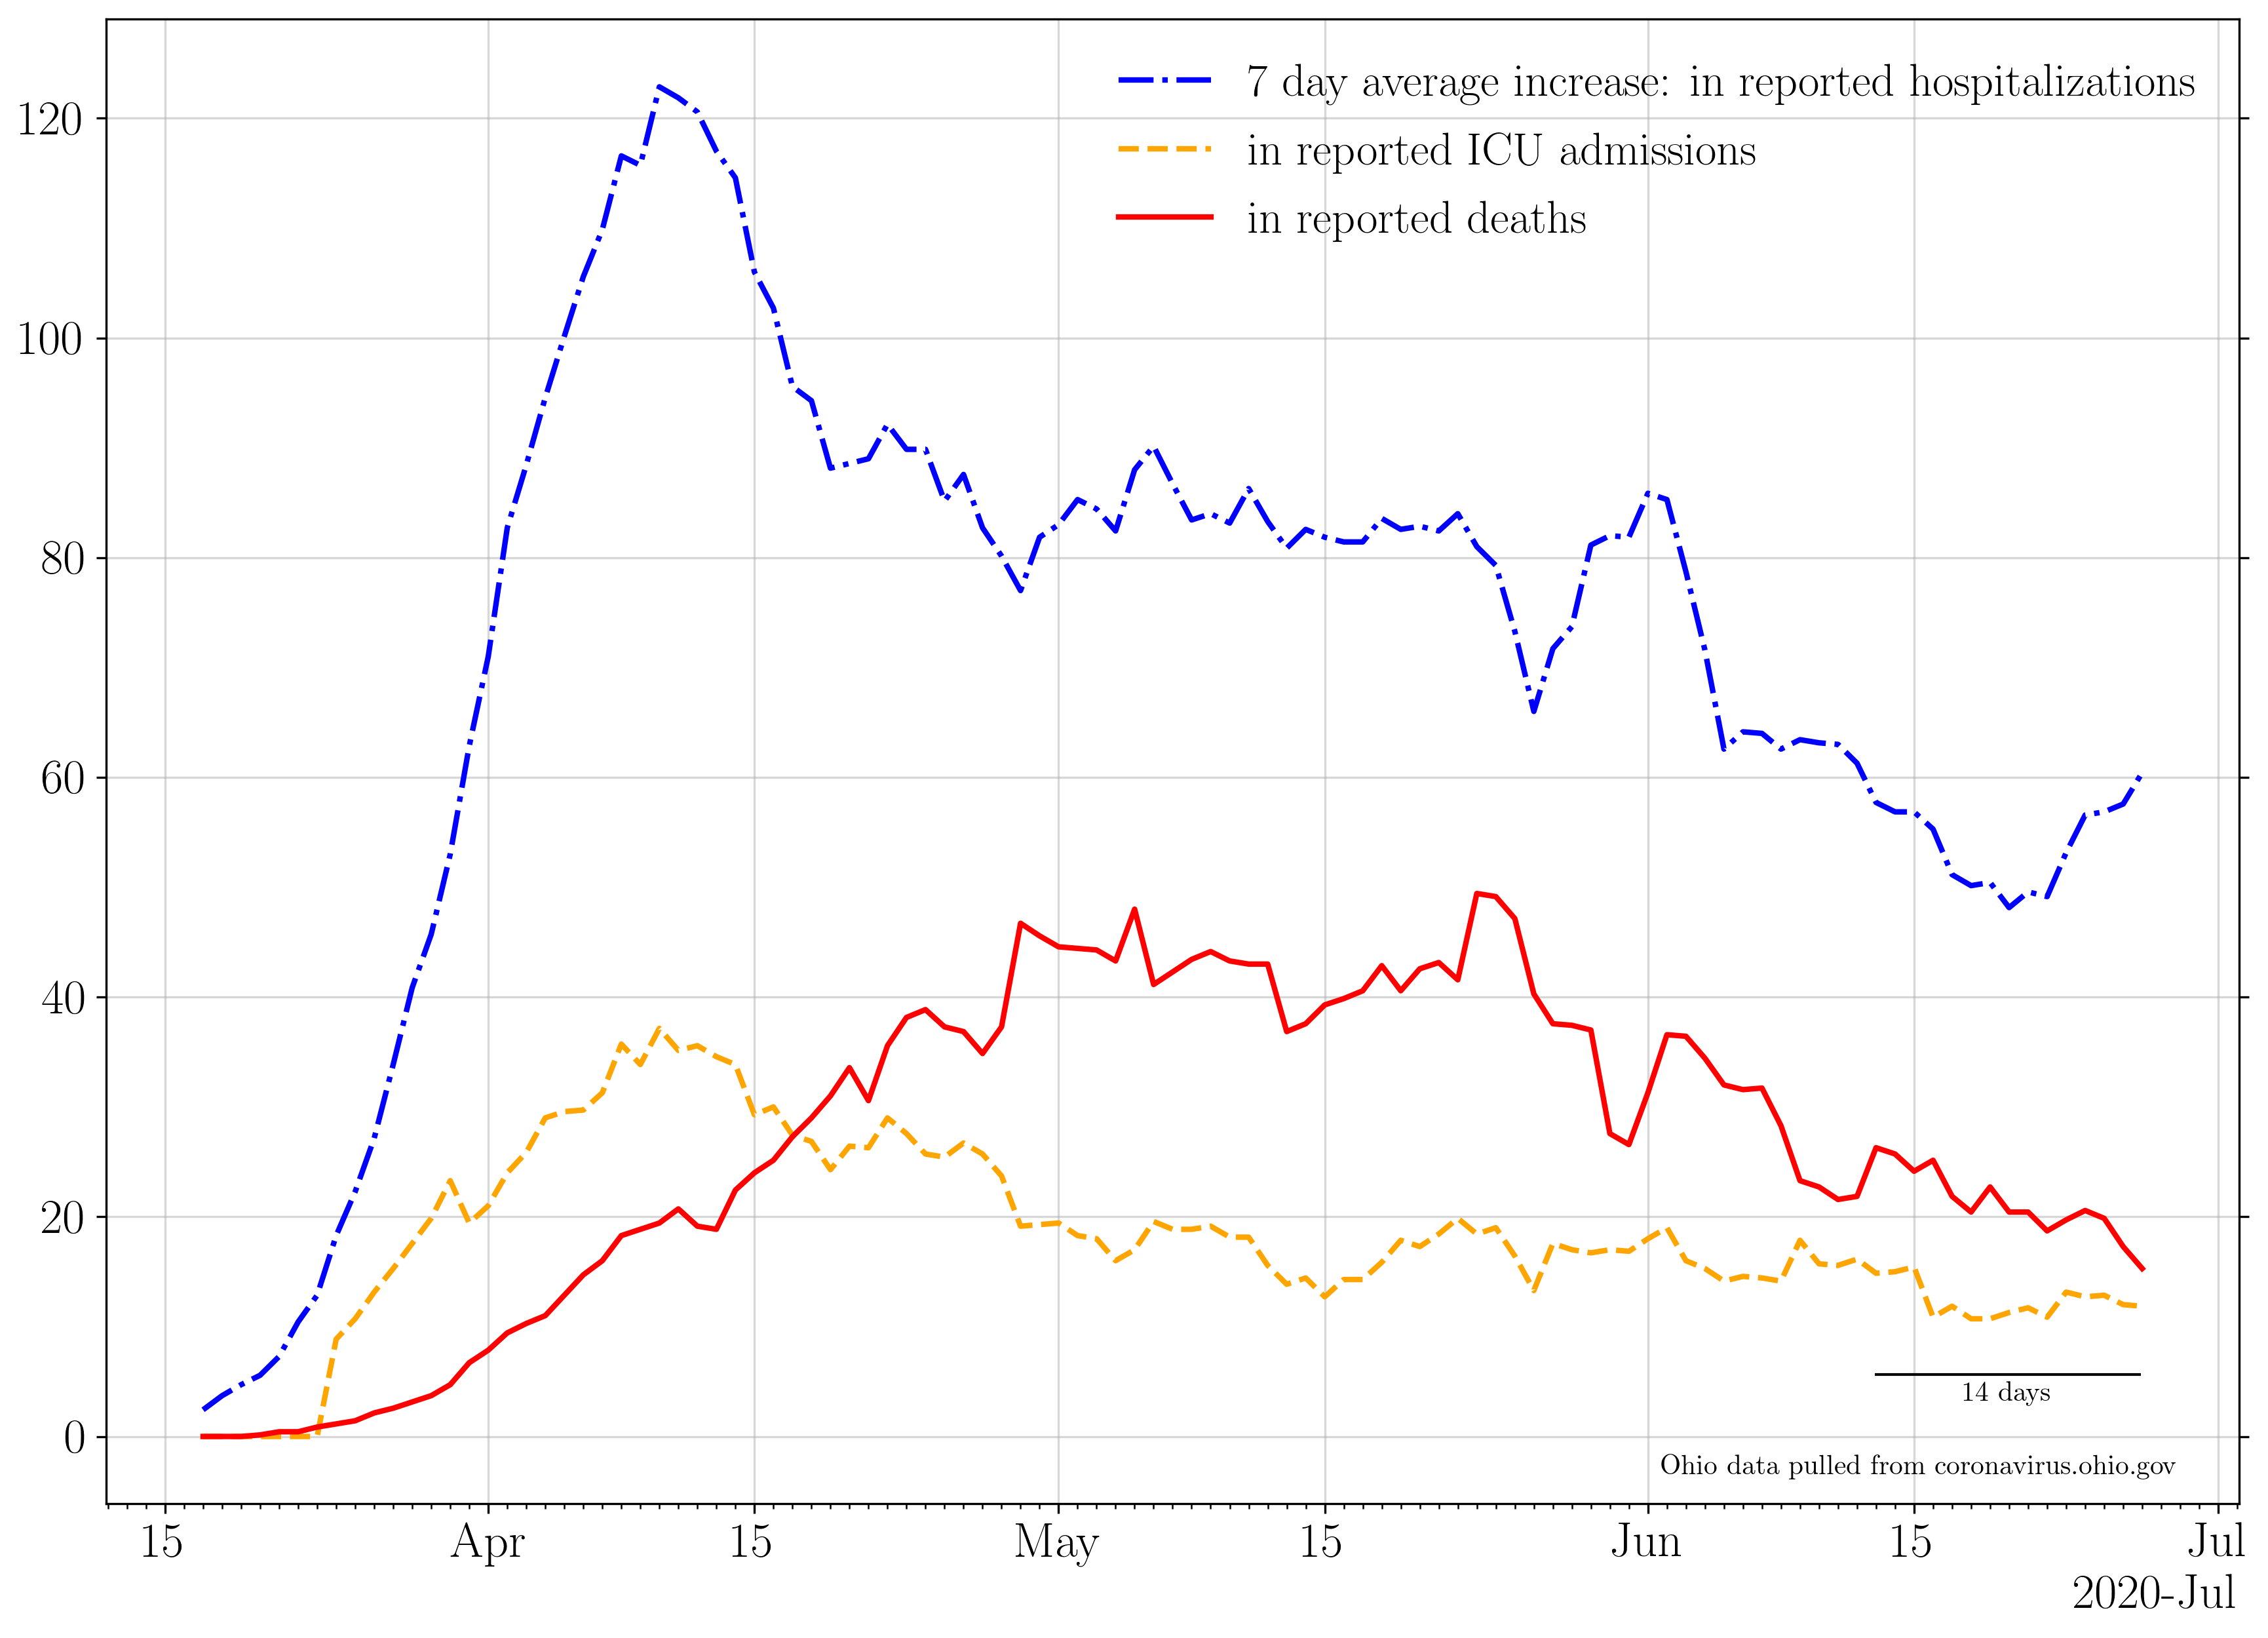 7 day average increase: in reported hospitalizations
in reported ICU admissions
in reported deaths
120
100
80
60
40
20
0
14 days
Ohio data pulled from coronavirus.ohio.gov
15 Apr 15 May 15 Jun 15 Jul
2020-Jul